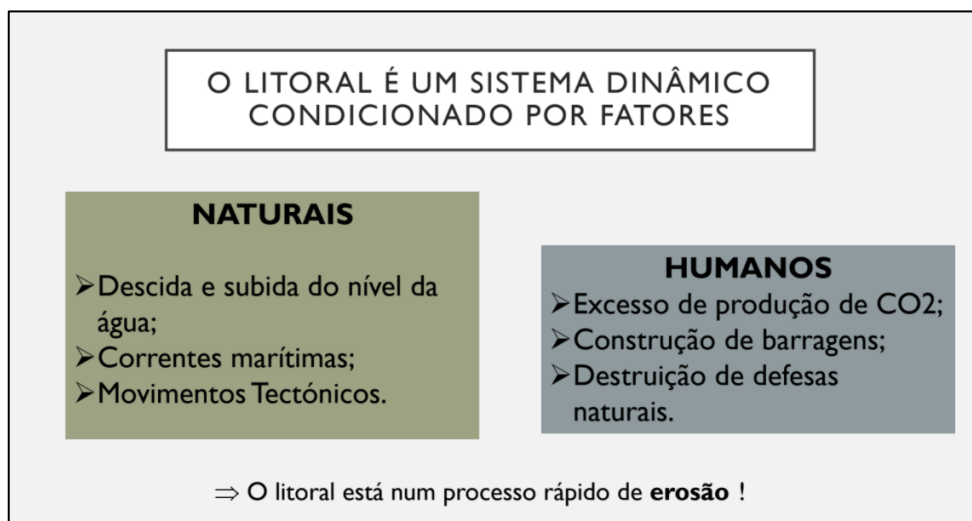 O LITORAL É UM SISTEMA DINÂMICO
CONDICIONADO POR FATORES
NATURAIS
➢Descida e subida do nível da
água;
➢Correntes marítimas;
➢Movimentos Tectónicos.
HUMANOS
➢Excesso de produção de CO2;
➢Construção de barragens;
➢Destruição de defesas
naturais.
⇒ O litoral está num processo rápido de erosão !